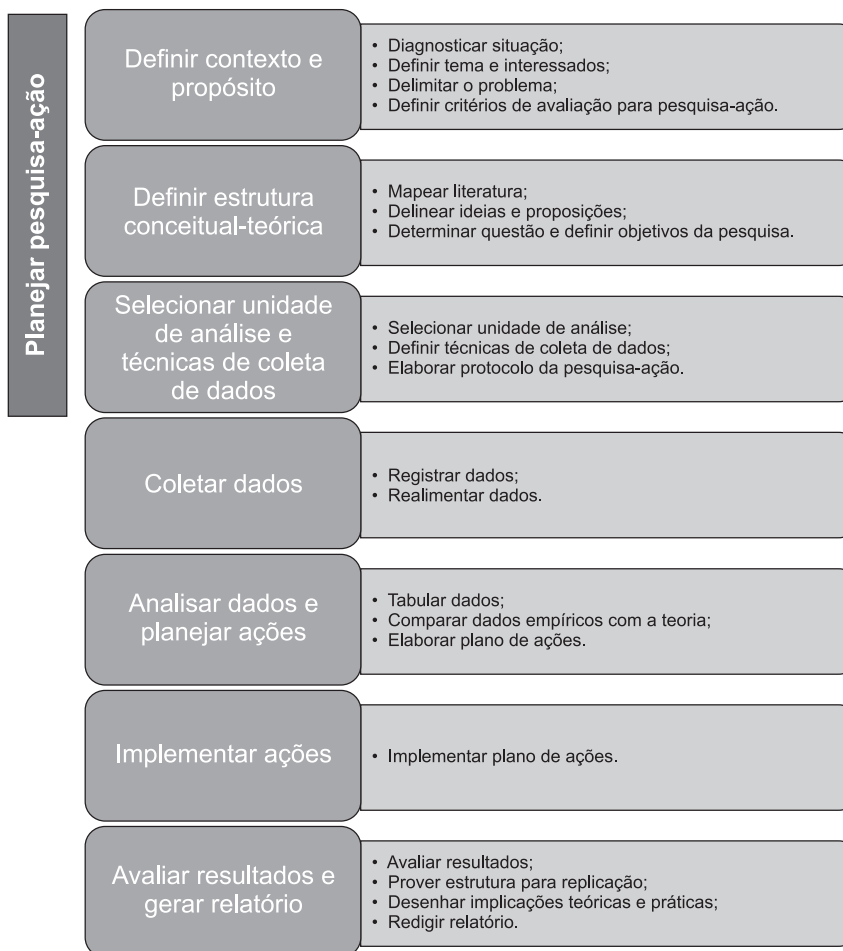 Planejar pesquisa-ação
Definir contexto e
propósito
• Diagnosticar situação;
• Definir tema e interessados;
• Delimitar o problema;
• Definir critérios de avaliação para pesquisa-ação.
Definir estrutura
conceitual-teórica
• Mapear literatura;
• Delinear ideias e proposições;
• Determinar questão e definir objetivos da pesquisa.
Selecionar unidade
de análise e
técnicas de coleta
de dados
• Selecionar unidade de análise;
• Definir técnicas de coleta de dados;
• Elaborar protocolo da pesquisa-ação.
Coletar dados
• Registrar dados;
• Realimentar dados.
Analisar dados e
planejar ações
• Tabular dados;
• Comparar dados empíricos com a teoria;
• Elaborar plano de ações.
Implementar ações
• Implementar plano de ações.
Avaliar resultados e
gerar relatório
• Avaliar resultados;
• Prover estrutura para replicação;
• Desenhar implicações teóricas e práticas;
• Redigir relatório.